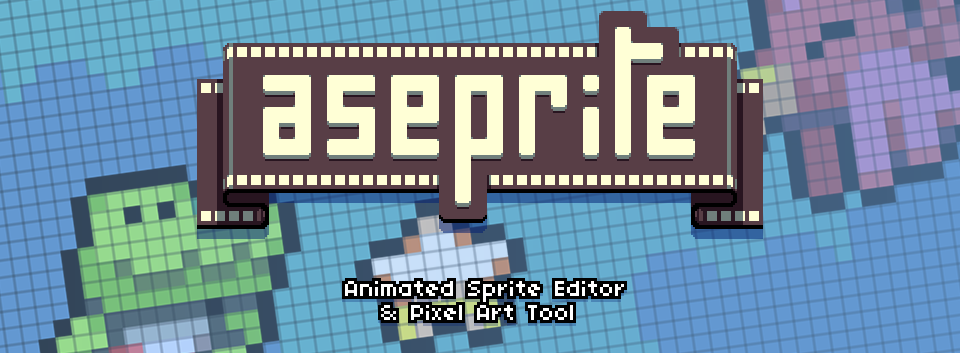 aseprite
Animated Sprite Editor
& Pixel Art Tool